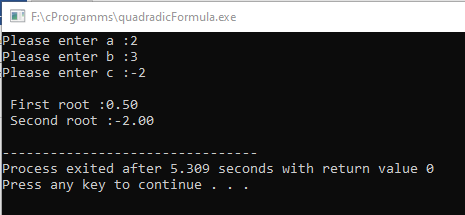 F:\cProgramms\quadradicFormula.exe
Please enter a :2
Please enter b :3
Please enter c :-2
First root :0.50
Second root :-2.00
--------------------------------
Process exited after 5.309 seconds with return value 0
Press any key to continue . . .